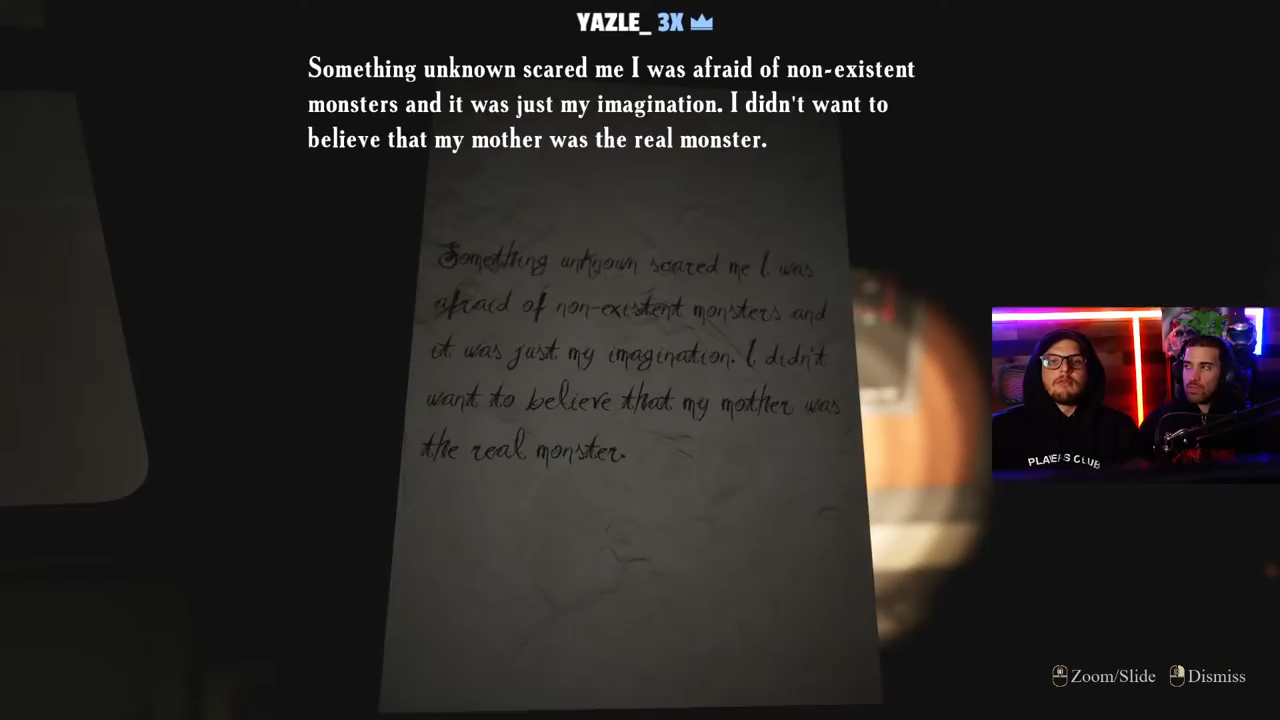 YAZLE_ 3X
Something unknown scared me I was afraid of non-existent
monsters and it was just my imagination. I didn't want to
believe that my mother was the real monster.
Something unknown scared me I was
afraid of non-existent monsters and
it was just my imagination. I didn't
want to believe that my mother was
the real monster.
PLAYERS CLUB
Zoom/Slide Dismiss